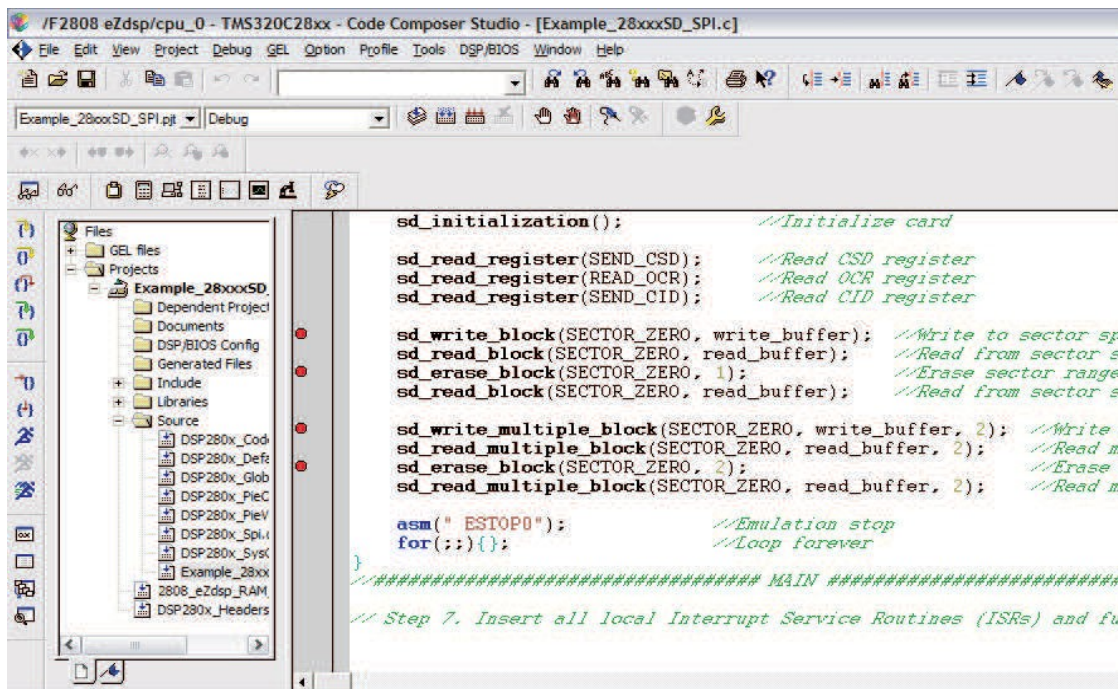 /F2808 eZdsp/cpu_0 - TMS320C28xx - Code Composer Studio - [Example_28xxxSD_SPI.c]
File Edit View Project Debug GEL Option Profile Tools DSP/BIOS Window Help
Example_28xxxSD_SPI.pjt Debug
Files
GEL files
Projects
Example_28xxxSD_
Dependent Project
Documents
DSP/BIOS Config
Generated Files
Include
Libraries
Source
DSP280x_Code
DSP280x_Defa
DSP280x_Glob
DSP280x_PieC
DSP280x_PieV
DSP280x_Spi.c
DSP280x_SysC
Example_28xx
2808_eZdsp_RAM_
DSP280x_Headers
sd_initialization(); //Initialize card
sd_read_register(SEND_CSD); //Read CSD register
sd_read_register(READ_OCR); //Read OCR register
sd_read_register(SEND_CID); //Read CID register
sd_write_block(SECTOR_ZERO, write_buffer); //Write to sector sp
sd_read_block(SECTOR_ZERO, read_buffer); //Read from sector s
sd_erase_block(SECTOR_ZERO, 1); //Erase sector range
sd_read_block(SECTOR_ZERO, read_buffer); //Read from sector s
sd_write_multiple_block(SECTOR_ZERO, write_buffer, 2); //Write
sd_read_multiple_block(SECTOR_ZERO, read_buffer, 2); //Read m
sd_erase_block(SECTOR_ZERO, 2); //Erase
sd_read_multiple_block(SECTOR_ZERO, read_buffer, 2); //Read m
asm(" ESTOP0"); //Emulation stop
for(;;){}; //Loop forever
}
//################################### MAIN ###########################
// Step 7. Insert all local Interrupt Service Routines (ISRs) and fu